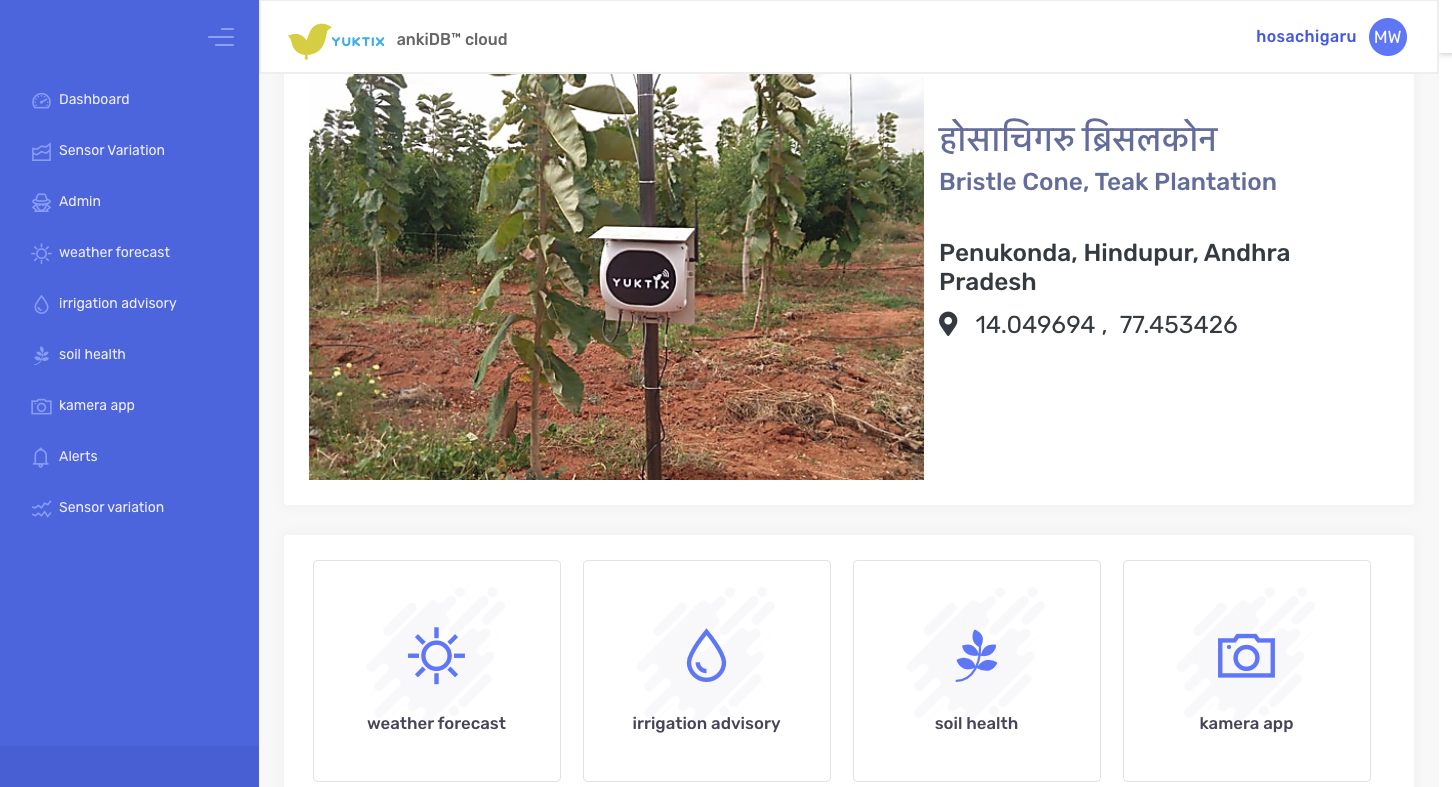 YUKTIX ankiDB™ cloud
hosachigaru MW
Dashboard
Sensor Variation
Admin
weather forecast
irrigation advisory
soil health
kamera app
Alerts
Sensor variation
YUKTIX
होसाचिगरु ब्रिसलकोन
Bristle Cone, Teak Plantation
Penukonda, Hindupur, Andhra
Pradesh
14.049694 , 77.453426
weather forecast
irrigation advisory
soil health
kamera app